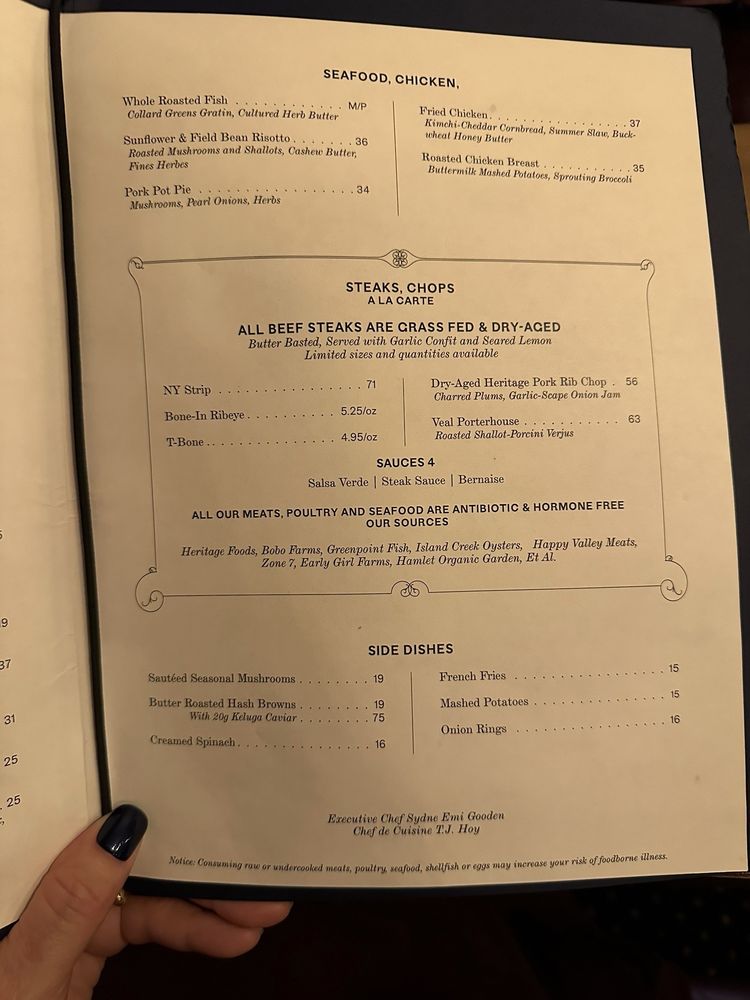 SEAFOOD, CHICKEN,
Whole Roasted Fish . . . . . . . . . . . . M/P
Collard Greens Gratin, Cultured Herb Butter
Sunflower & Field Bean Risotto . . . . . . . 36
Roasted Mushrooms and Shallots, Cashew Butter,
Fines Herbes
Pork Pot Pie . . . . . . . . . . . . . . . . . 34
Mushrooms, Pearl Onions, Herbs
Fried Chicken . . . . . . . . . . . . . . . . 37
Kimchi-Cheddar Cornbread, Summer Slaw, Buck-
wheat Honey Butter
Roasted Chicken Breast . . . . . . . . . . 35
Buttermilk Mashed Potatoes, Sprouting Broccoli
STEAKS, CHOPS
A LA CARTE
ALL BEEF STEAKS ARE GRASS FED & DRY-AGED
Butter Basted, Served with Garlic Confit and Seared Lemon
Limited sizes and quantities available
NY Strip . . . . . . . . . . . . . . . . 71
Bone-In Ribeye . . . . . . . . . . 5.25/oz
T-Bone . . . . . . . . . . . . . . 4.95/oz
Dry-Aged Heritage Pork Rib Chop . 56
Charred Plums, Garlic-Scape Onion Jam
Veal Porterhouse . . . . . . . . . . . 63
Roasted Shallot-Porcini Verjus
SAUCES 4
Salsa Verde | Steak Sauce | Bernaise
ALL OUR MEATS, POULTRY AND SEAFOOD ARE ANTIBIOTIC & HORMONE FREE
OUR SOURCES
Heritage Foods, Bobo Farms, Greenpoint Fish, Island Creek Oysters, Happy Valley Meats,
Zone 7, Early Girl Farms, Hamlet Organic Garden, Et Al.
SIDE DISHES
Sautéed Seasonal Mushrooms . . . . . . . . 19
Butter Roasted Hash Browns . . . . . . . . 19
With 20g Keluga Caviar . . . . . . . . 75
Creamed Spinach . . . . . . . . . . . . . . . 16
French Fries . . . . . . . . . . . . . . . . 15
Mashed Potatoes . . . . . . . . . . . . . . 15
Onion Rings . . . . . . . . . . . . . . . . 16
Executive Chef Sydne Emi Gooden
Chef de Cuisine T.J. Hoy
Notice: Consuming raw or undercooked meats, poultry, seafood, shellfish or eggs may increase your risk of foodborne illness.
37
31
25
. 25